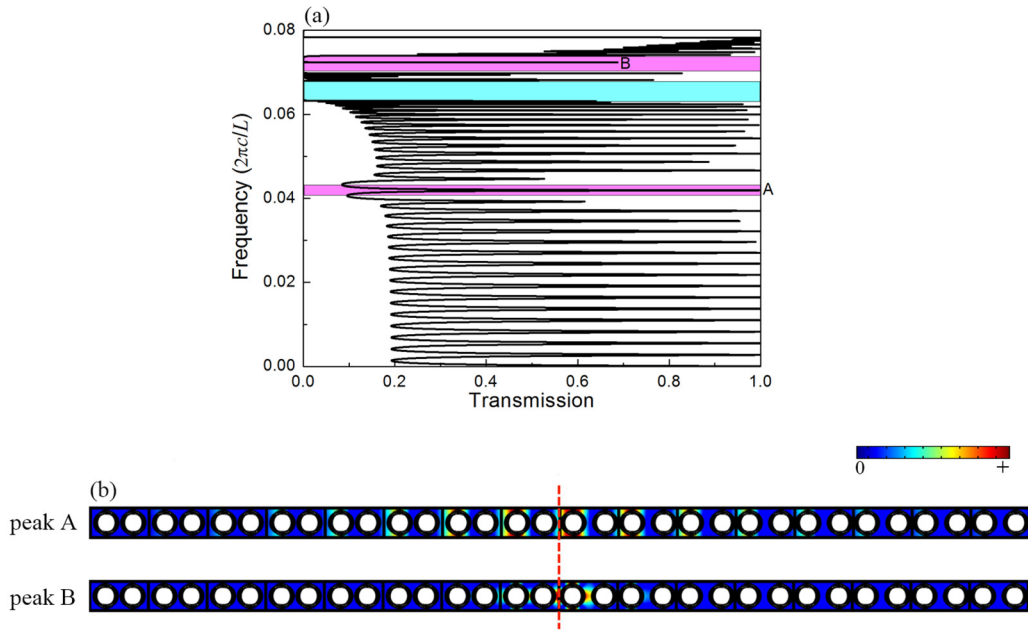 (a)
0.08
B
0.06
Frequency (2πc/L)
0.04
A
0.02
0.00
0.0 0.2 0.4 0.6 0.8 1.0
Transmission
0 +
(b)
peak A
peak B